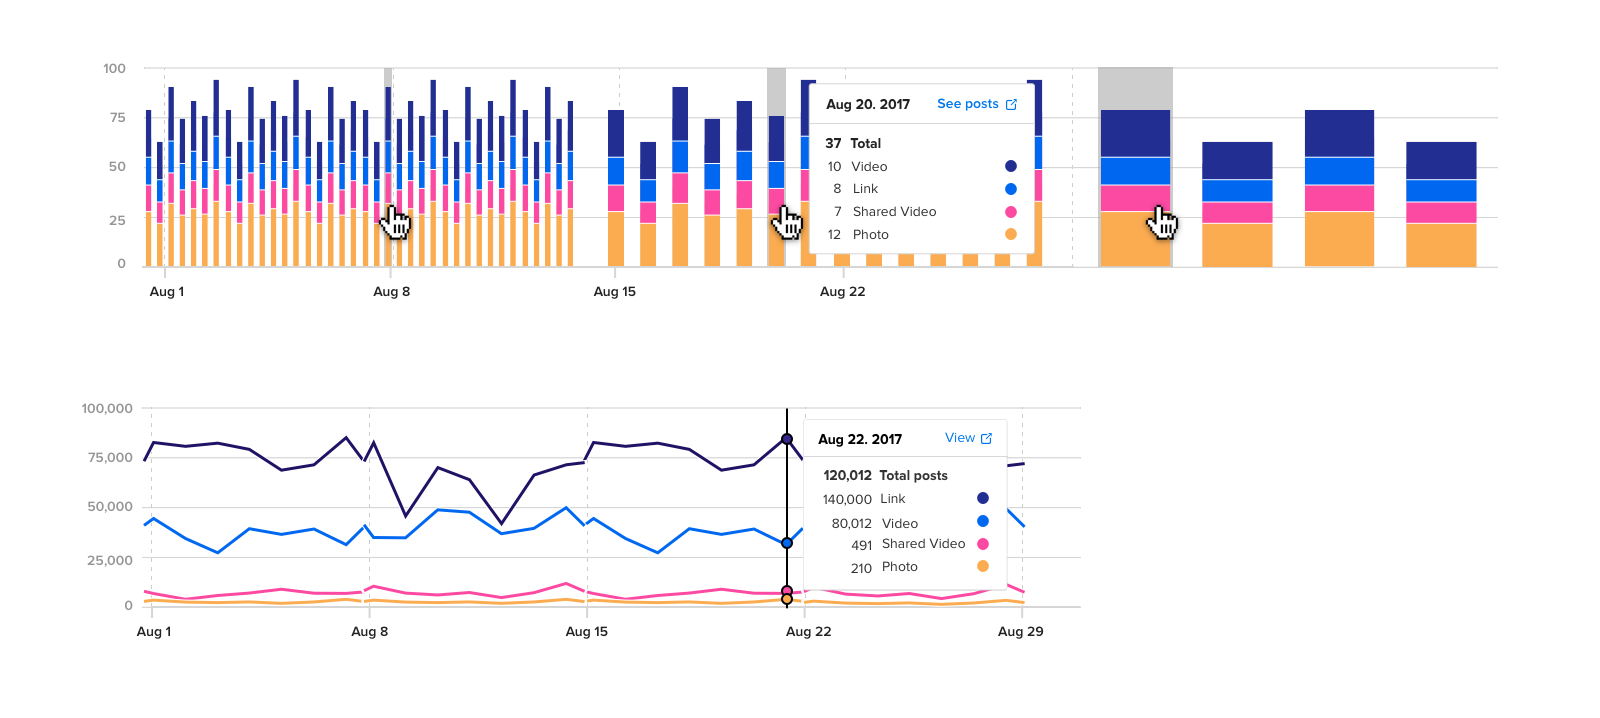 100
75
50
25
0
Aug 1
Aug 8
Aug 15
Aug 22
Aug 20. 2017 See posts
37 Total
10 Video
8 Link
7 Shared Video
12 Photo
100,000
75,000
50,000
25,000
0
Aug 1
Aug 8
Aug 15
Aug 22
Aug 29
Aug 22. 2017 View
120,012 Total posts
140,000 Link
80,012 Video
491 Shared Video
210 Photo